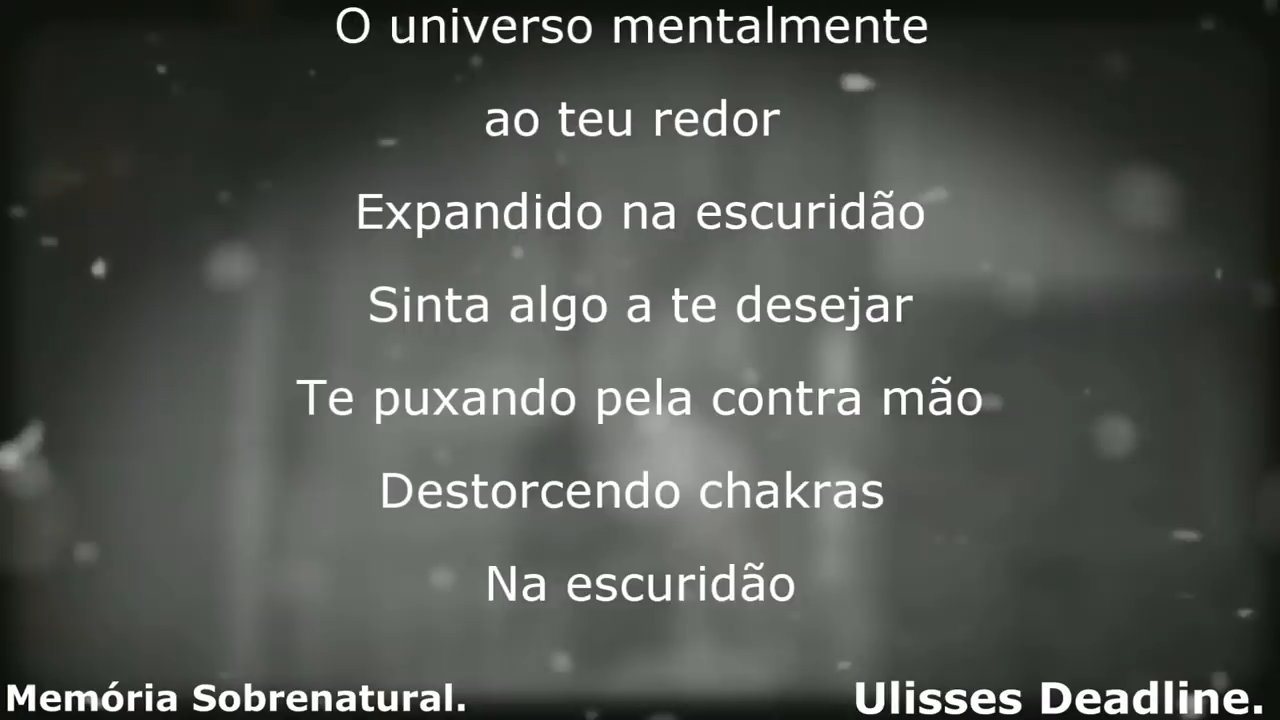 O universo mentalmente
ao teu redor
Expandido na escuridão
Sinta algo a te desejar
Te puxando pela contra mão
Destorcendo chakras
Na escuridão
Memória Sobrenatural.
Ulisses Deadline.